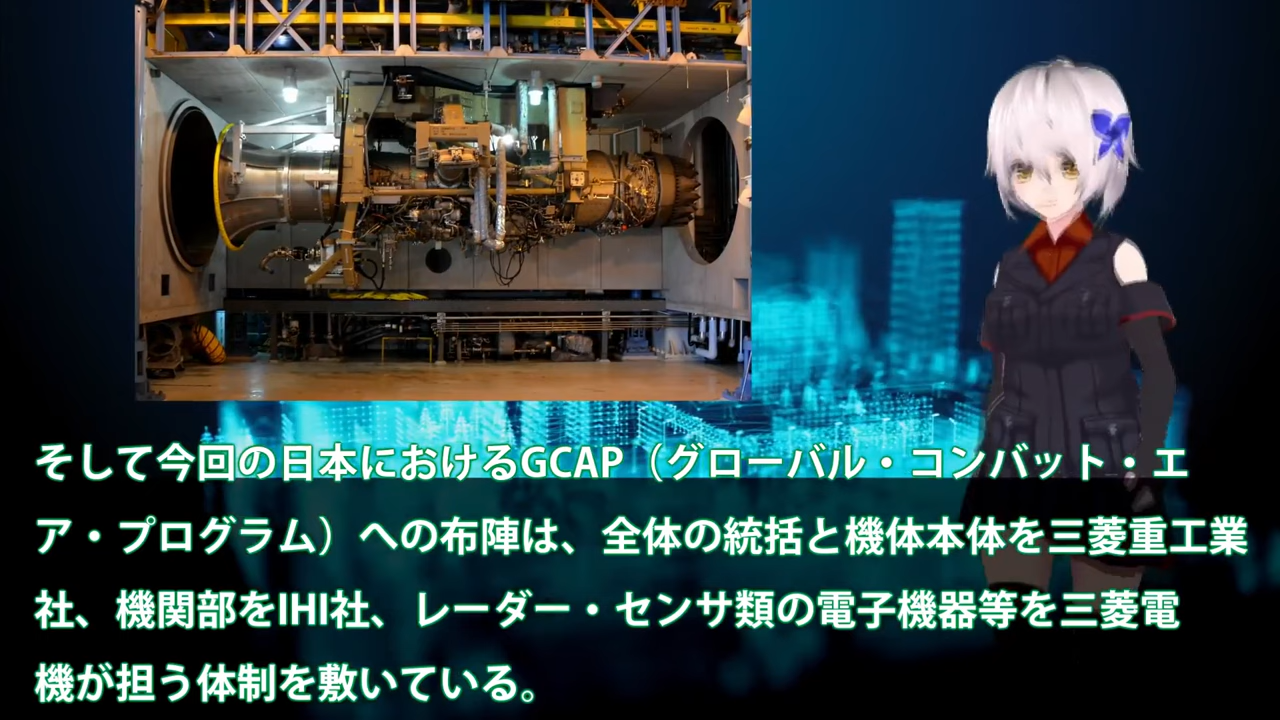 そして今回の日本におけるGCAP（グローバル・コンバット・エ
ア・プログラム）への布陣は、全体の統括と機体本体を三菱重工業
社、機関部をIHI社、レーダー・センサ類の電子機器等を三菱電
機が担う体制を敷いている。